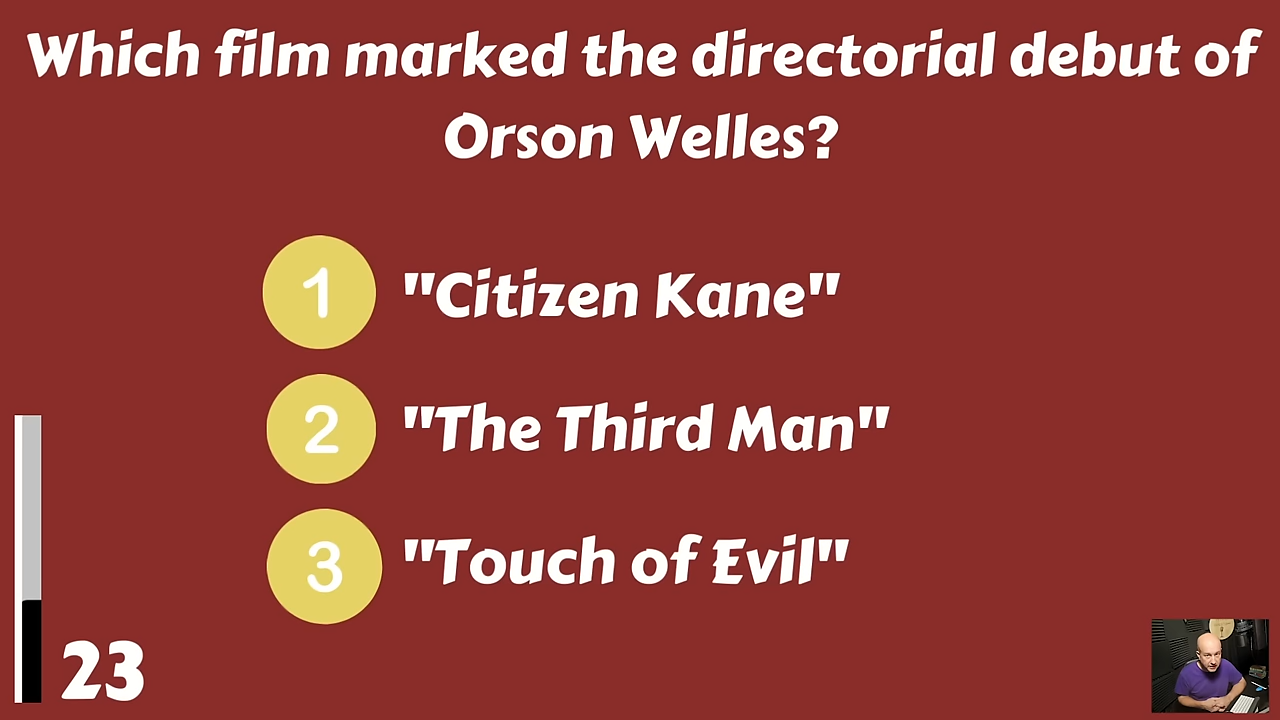 Which film marked the directorial debut of
Orson Welles?
1 "Citizen Kane"
2 "The Third Man"
3 "Touch of Evil"
23